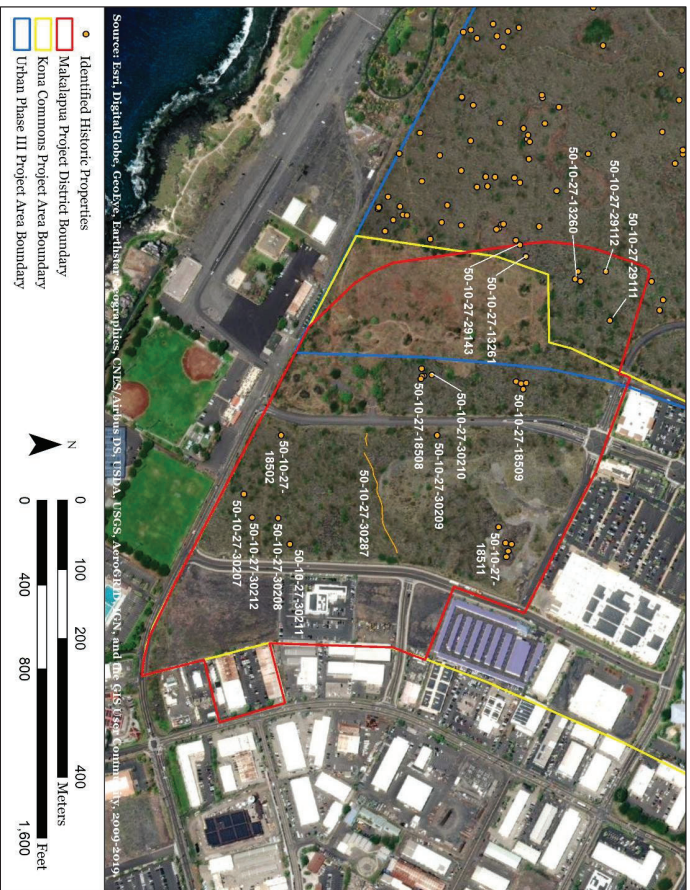 50-10-27-29111
50-10-27-29112
50-10-27-13260
50-10-27-13261
50-10-27-29143
50-10-27-18509
50-10-27-30210
50-10-27-18508
50-10-27-30209
50-10-27-
18511
50-10-27-30287
50-10-27-
18502
50-10-27-30211
50-10-27-30208
50-10-27-30212
50-10-27-30207
Source: Esri, DigitalGlobe, GeoEye, Earthstar Geographics, CNES/Airbus DS, USDA, USGS, AeroGRID, IGN, and the GIS User Community, 2009-2019.
Identified Historic Properties
Makalapua Project District Boundary
Kona Commons Project Area Boundary
Urban Phase III Project Area Boundary
N
0 100 200 400
Meters
0 400 800 1,600
Feet